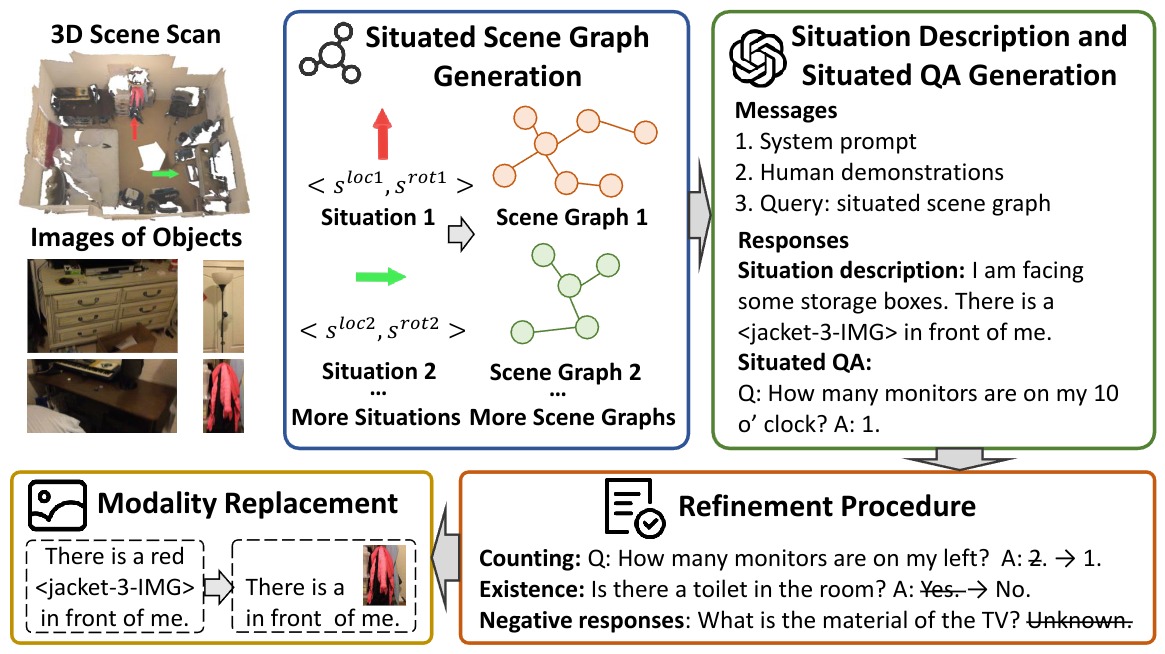 3D Scene Scan
Images of Objects
Situated Scene Graph
Generation
< s^{loc1}, s^{rot1} >
Situation 1
Scene Graph 1
< s^{loc2}, s^{rot2} >
Situation 2
Scene Graph 2
...
...
More Situations
More Scene Graphs
Situation Description and
Situated QA Generation
Messages
1. System prompt
2. Human demonstrations
3. Query: situated scene graph
Responses
Situation description: I am facing
some storage boxes. There is a
<jacket-3-IMG> in front of me.
Situated QA:
Q: How many monitors are on my 10
o’ clock? A: 1.
Refinement Procedure
Counting: Q: How many monitors are on my left? A: 2. → 1.
Existence: Is there a toilet in the room? A: Yes. → No.
Negative responses: What is the material of the TV? Unknown.
Modality Replacement
There is a red
<jacket-3-IMG>
in front of me.
There is a
in front of me.